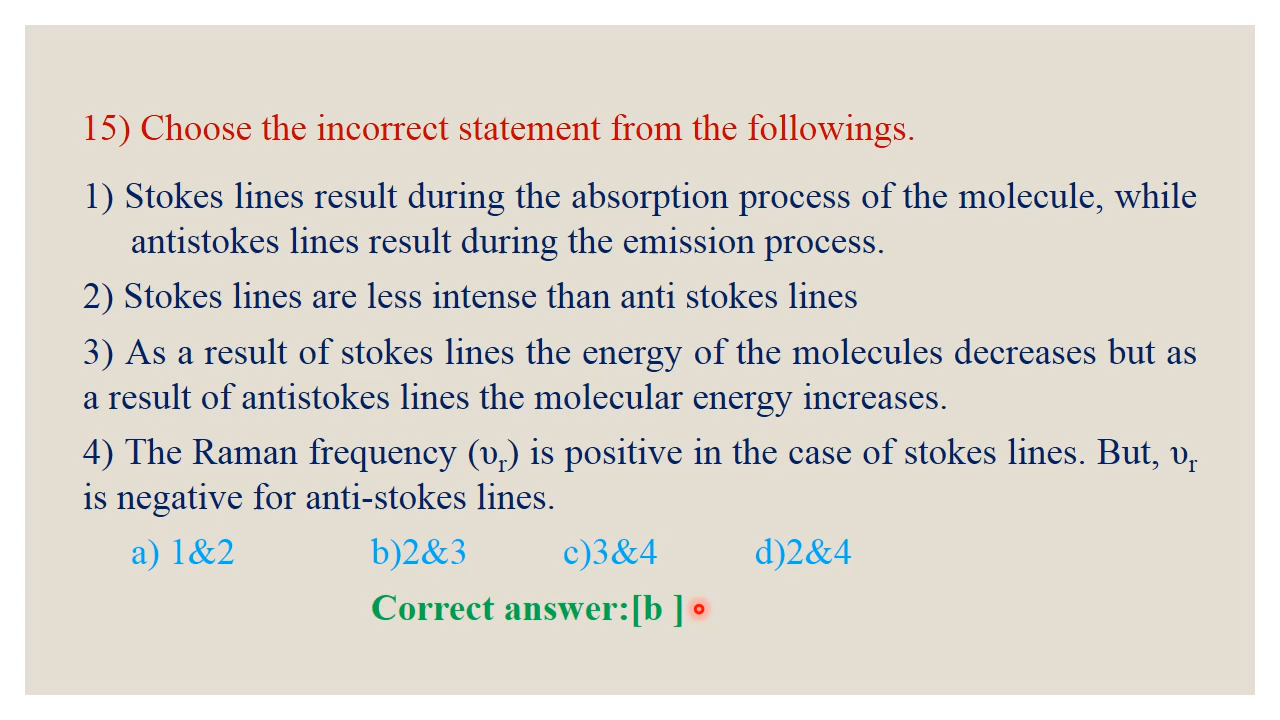 15) Choose the incorrect statement from the followings.
1) Stokes lines result during the absorption process of the molecule, while
antistokes lines result during the emission process.
2) Stokes lines are less intense than anti stokes lines
3) As a result of stokes lines the energy of the molecules decreases but as
a result of antistokes lines the molecular energy increases.
4) The Raman frequency (υr) is positive in the case of stokes lines. But, υr
is negative for anti-stokes lines.
a) 1&2 b)2&3 c)3&4 d)2&4
Correct answer:[b ]